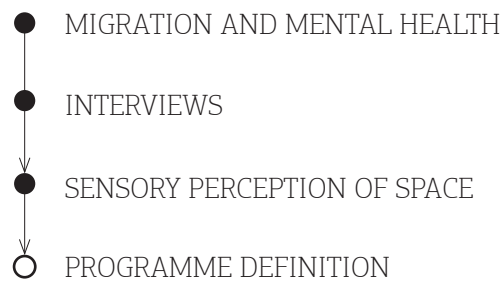 MIGRATION AND MENTAL HEALTH
INTERVIEWS
SENSORY PERCEPTION OF SPACE
PROGRAMME DEFINITION